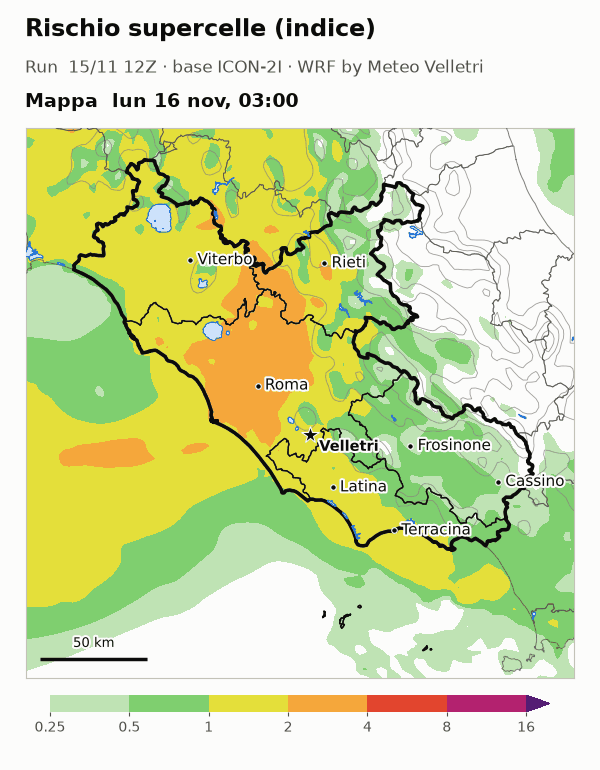 Rischio supercelle (indice)
Run 15/11 12Z · base ICON-2I · WRF by Meteo Velletri
Mappa lun 16 nov, 03:00
Viterbo
Rieti
Roma
Velletri
Frosinone
Cassino
Latina
Terracina
50 km
0.25 0.5 1 2 4 8 16